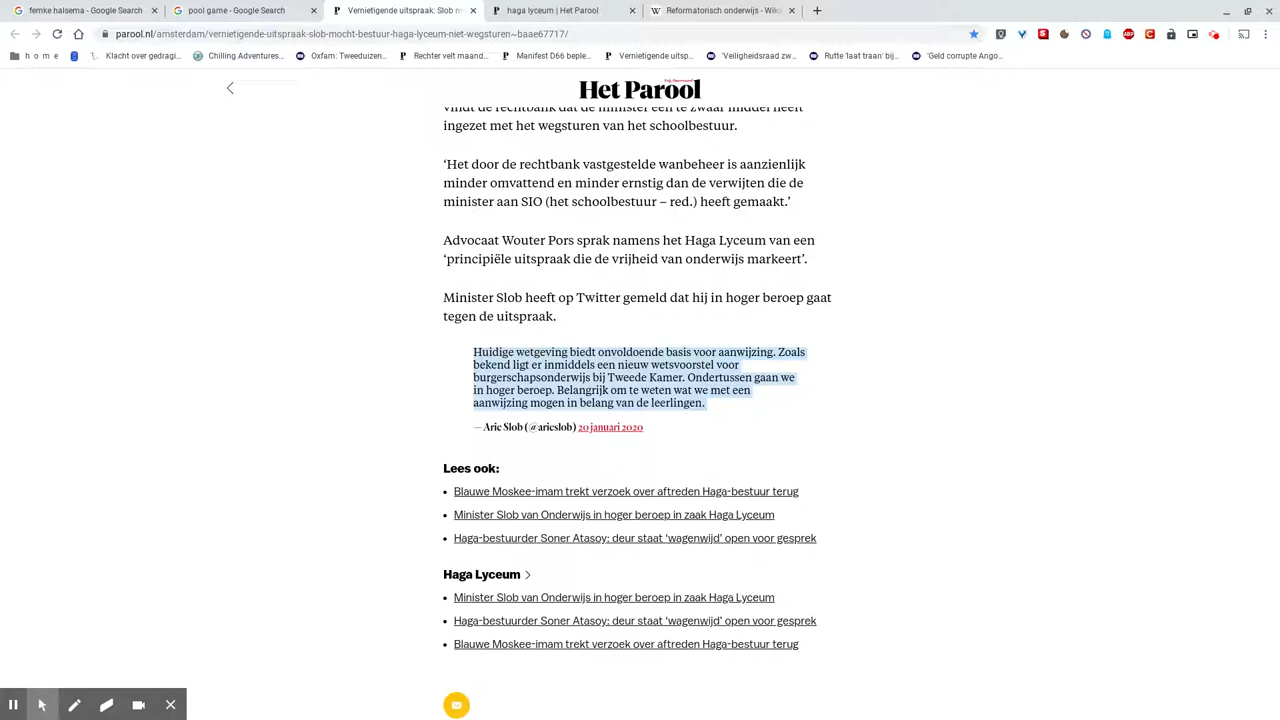 femke halsema - Google Search
pool game - Google Search
Vernietigende uitspraak: Slob m
haga lyceum | Het Parool
Reformatorisch onderwijs - Wiki
parool.nl/amsterdam/vernietigende-uitspraak-slob-mocht-bestuur-haga-lyceum-niet-wegsturen~baae67717/
h o m e
Klacht over gedragi...
Chilling Adventures...
Oxfam: Tweeduizen...
Rechter velt maand...
Manifest D66 beple...
Vernietigende uitsp...
'Veiligheidsraad zw...
Rutte 'laat traan' bij...
'Geld corrupte Ango...
Het Parool
vindt de rechtbank dat de minister een te zwaar middel heeft
ingezet met het wegsturen van het schoolbestuur.
‘Het door de rechtbank vastgestelde wanbeheer is aanzienlijk
minder omvattend en minder ernstig dan de verwijten die de
minister aan SIO (het schoolbestuur – red.) heeft gemaakt.’
Advocaat Wouter Pors sprak namens het Haga Lyceum van een
‘principiële uitspraak die de vrijheid van onderwijs markeert’.
Minister Slob heeft op Twitter gemeld dat hij in hoger beroep gaat
tegen de uitspraak.
Huidige wetgeving biedt onvoldoende basis voor aanwijzing. Zoals
bekend ligt er inmiddels een nieuw wetsvoorstel voor
burgerschapsonderwijs bij Tweede Kamer. Ondertussen gaan we
in hoger beroep. Belangrijk om te weten wat we met een
aanwijzing mogen in belang van de leerlingen.
— Arie Slob (@arieslob) 20 januari 2020
Lees ook:
• Blauwe Moskee-imam trekt verzoek over aftreden Haga-bestuur terug
• Minister Slob van Onderwijs in hoger beroep in zaak Haga Lyceum
• Haga-bestuurder Soner Atasoy: deur staat ‘wagenwijd’ open voor gesprek
Haga Lyceum >
• Minister Slob van Onderwijs in hoger beroep in zaak Haga Lyceum
• Haga-bestuurder Soner Atasoy: deur staat ‘wagenwijd’ open voor gesprek
• Blauwe Moskee-imam trekt verzoek over aftreden Haga-bestuur terug